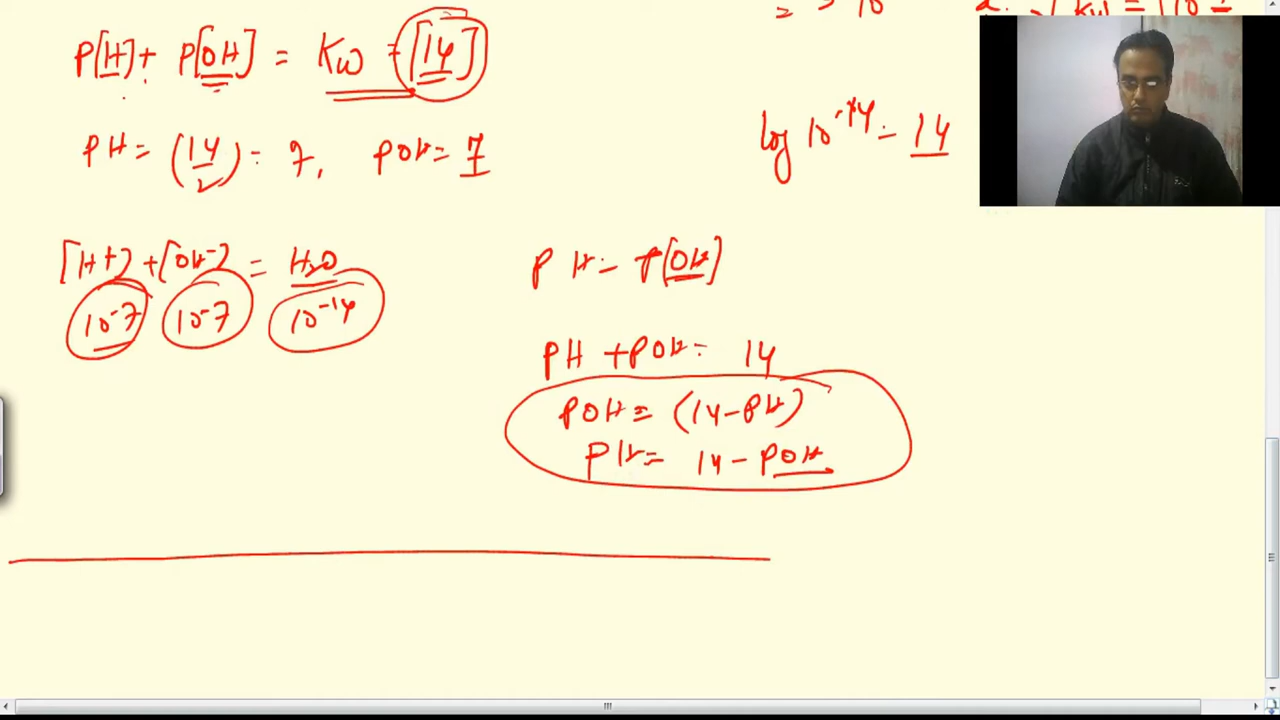 P[H]+ P[OH] = Kw = [14]
PH = (14/2) = 7, POH = 7
log 10⁻¹⁴ = 14
[H+] + [OH⁻] = H₂O
10⁻⁷ 10⁻⁷ 10⁻¹⁴
PH = P[OH]
PH + POH = 14
POH = (14-PH)
PH = 14 - POH